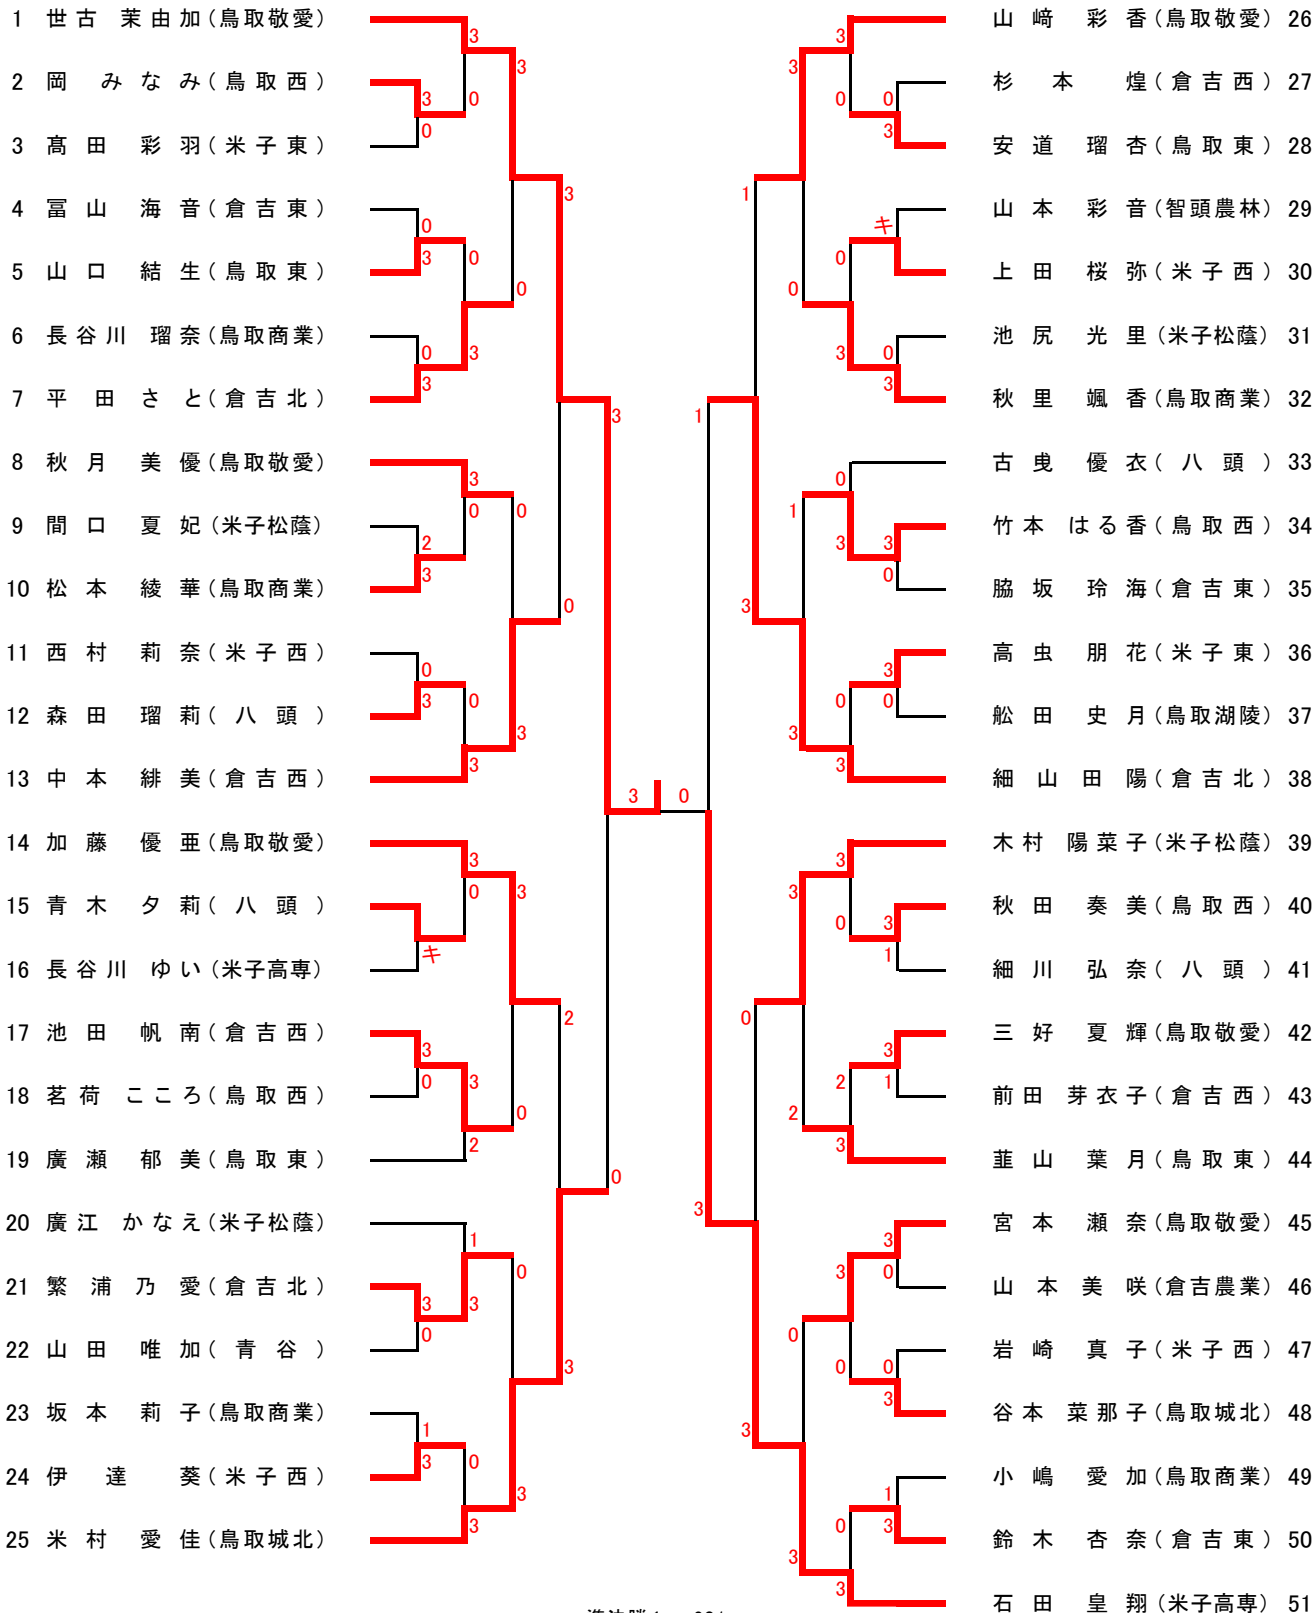 1 世古 茉由加(鳥取敬愛)
2 岡 みなみ(鳥取西)
3 髙田 彩羽(米子東)
4 冨山 海音(倉吉東)
5 山口 結生(鳥取東)
6 長谷川 瑠奈(鳥取商業)
7 平田さと(倉吉北)
8 秋月 美優(鳥取敬愛)
9 間口 夏妃(米子松蔭)
10 松本 綾華(鳥取商業)
11 西村 莉奈(米子西)
12 森田 瑠莉(八頭)
13 中本 緋美(倉吉西)
14 加藤 優亜(鳥取敬愛)
15 青木 夕莉(八頭)
16 長谷川 ゆい(米子高専)
17 池田 帆南(倉吉西)
18 茗荷 こころ(鳥取西)
19 廣瀬 郁美(鳥取東)
20 廣江 かなえ(米子松蔭)
21 繁浦乃愛(倉吉北)
22 山田 唯加(青谷)
23 坂本 莉子(鳥取商業)
24 伊達 葵(米子西)
25 米村 愛佳(鳥取城北)
山﨑 彩香(鳥取敬愛) 26
杉本 煌(倉吉西) 27
安道 瑠杏(鳥取東) 28
山本 彩音(智頭農林) 29
上田 桜弥(米子西) 30
池尻 光里(米子松蔭) 31
秋里 颯香(鳥取商業) 32
古曵 優衣(八頭) 33
竹本 はる香(鳥取西) 34
脇坂 玲海(倉吉東) 35
高虫 朋花(米子東) 36
舩田 史月(鳥取湖陵) 37
細山田陽(倉吉北) 38
木村 陽菜子(米子松蔭) 39
秋田 奏美(鳥取西) 40
細川 弘奈(八頭) 41
三好 夏輝(鳥取敬愛) 42
前田 芽衣子(倉吉西) 43
韮山 葉月(鳥取東) 44
宮本 瀬奈(鳥取敬愛) 45
山本美咲(倉吉農業) 46
岩崎 真子(米子西) 47
谷本 菜那子(鳥取城北) 48
小嶋 愛加(鳥取商業) 49
鈴木 杏奈(倉吉東) 50
石田 皇翔(米子高専) 51
3 0